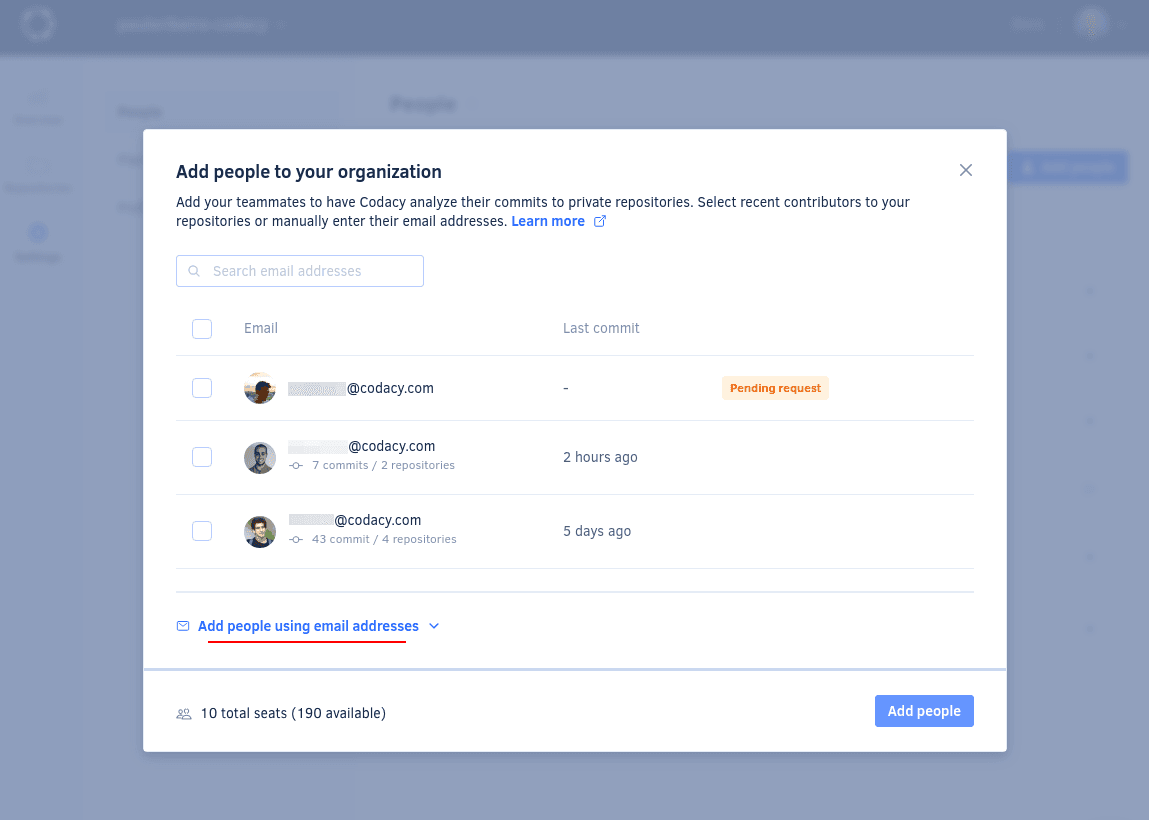 People
Add people to your organization
Add your teammates to have Codacy analyze their commits to private repositories. Select recent contributors to your
repositories or manually enter their email addresses. Learn more
Search email addresses
Email Last commit
@codacy.com - Pending request
@codacy.com
7 commits / 2 repositories
2 hours ago
@codacy.com
43 commit / 4 repositories
5 days ago
Add people using email addresses
10 total seats (190 available)
Add people